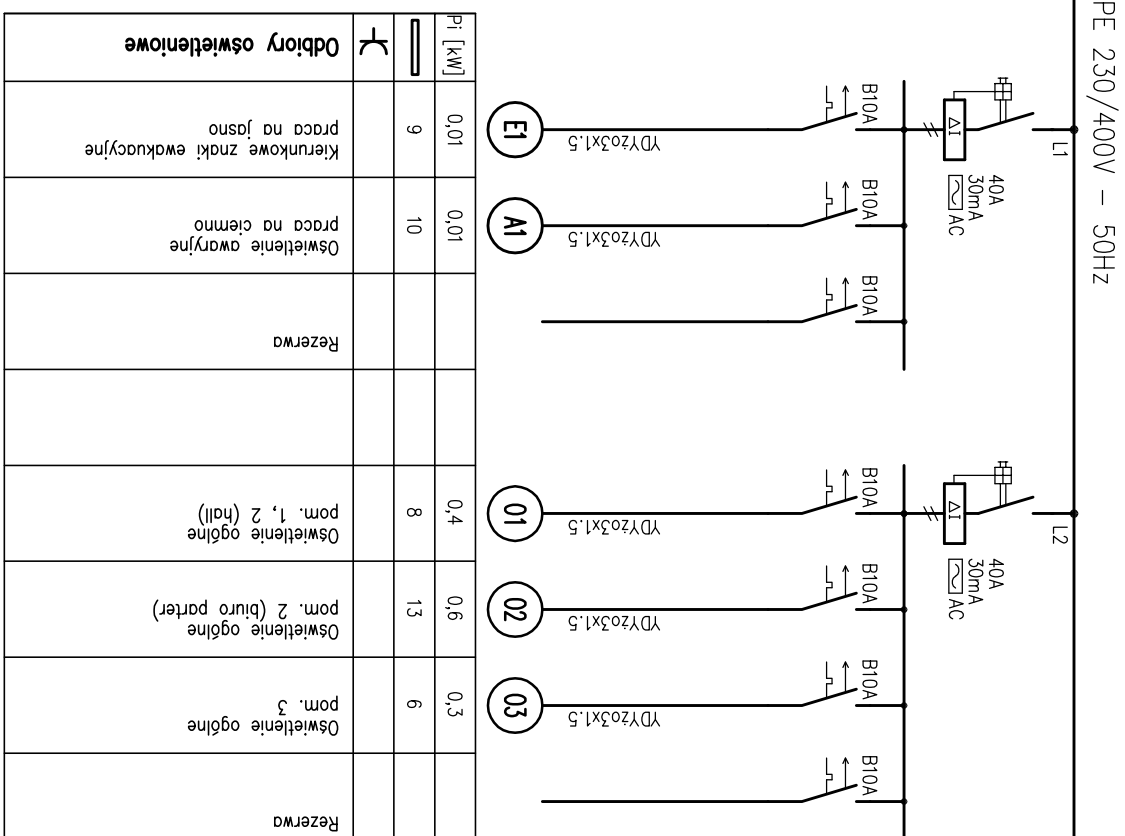 PE 230/400V – 50Hz
L1
40A
30mA
AC
ΔI
B10A
YDYżo3x1.5
E1
B10A
YDYżo3x1.5
A1
B10A
L2
40A
30mA
AC
ΔI
B10A
YDYżo3x1.5
01
B10A
YDYżo3x1.5
02
B10A
YDYżo3x1.5
03
B10A
Pi [kW]
Odbiory oświetleniowe
0,01
9
Kierunkowe znaki ewakuacyjne
praca na jasno
0,01
10
Oświetlenie awaryjne
praca na ciemno
Rezerwa
0,4
8
Oświetlenie ogólne
pom. 1, 2 (hall)
0,6
13
Oświetlenie ogólne
pom. 2 (biuro parter)
0,3
6
Oświetlenie ogólne
pom. 3
Rezerwa